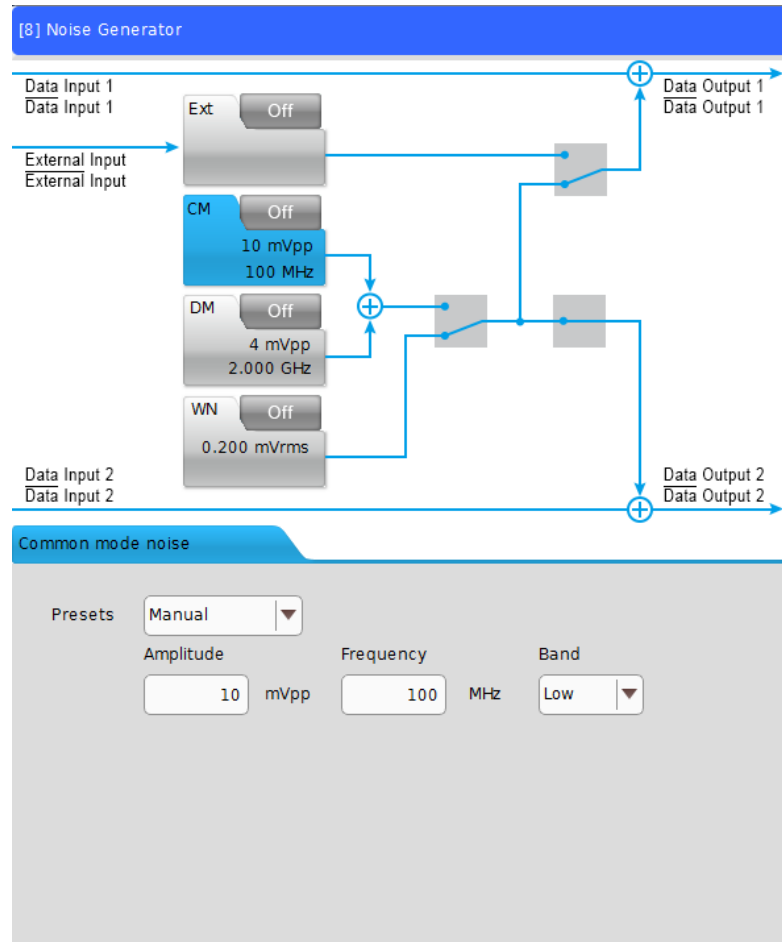 [8] Noise Generator
Data Input 1
Data Input 1
Data Output 1
Data Output 1
Ext
Off
External Input
External Input
CM
Off
10 mVpp
100 MHz
DM
Off
4 mVpp
2.000 GHz
WN
Off
0.200 mVrms
Data Input 2
Data Input 2
Data Output 2
Data Output 2
Common mode noise
Presets
Manual
Amplitude
Frequency
Band
10 mVpp
100 MHz
Low